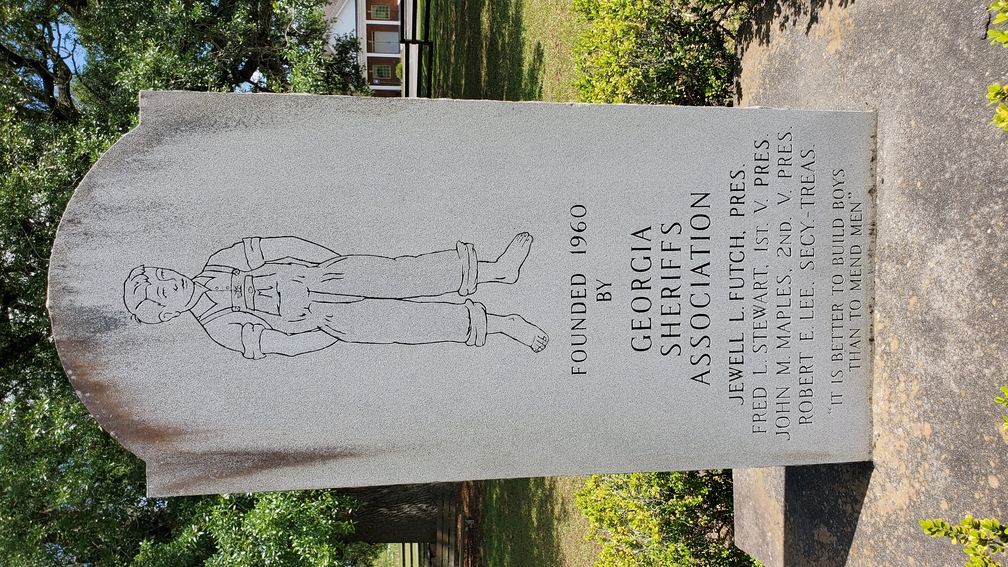 FOUNDED 1960
BY
GEORGIA
SHERIFFS
ASSOCIATION
JEWELL L. FUTCH, PRES.
FRED L. STEWART, 1ST. V. PRES.
JOHN M. MAPLES, 2ND. V. PRES.
ROBERT E. LEE, SECY.-TREAS.
"IT IS BETTER TO BUILD BOYS
THAN TO MEND MEN"